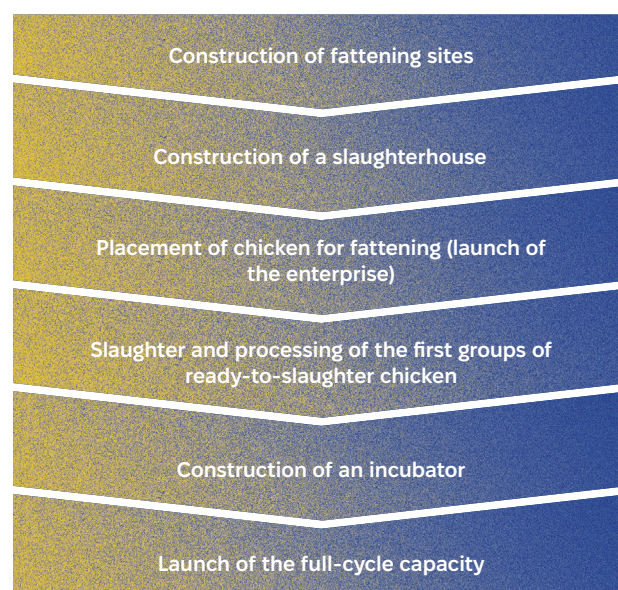 Construction of fattening sites
Construction of a slaughterhouse
Placement of chicken for fattening (launch of
the enterprise)
Slaughter and processing of the first groups of
ready-to-slaughter chicken
Construction of an incubator
Launch of the full-cycle capacity